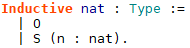 Inductive nat : Type :=
| O
| S (n : nat).